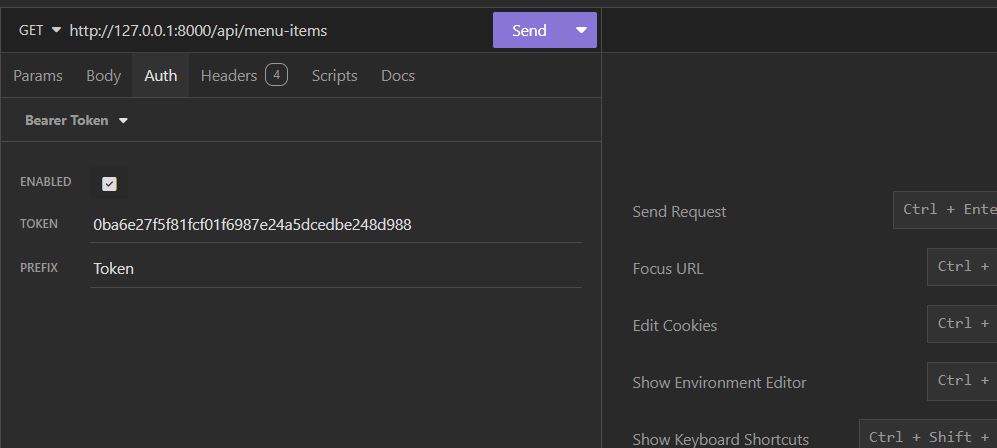 GET http://127.0.0.1:8000/api/menu-items Send
Params Body Auth Headers 4 Scripts Docs
Bearer Token
ENABLED
TOKEN 0ba6e27f5f81fcf01f6987e24a5dcedbe248d988
PREFIX Token
Send Request Ctrl + Ente
Focus URL Ctrl +
Edit Cookies Ctrl +
Show Environment Editor Ctrl +
Show Keyboard Shortcuts Ctrl + Shift +